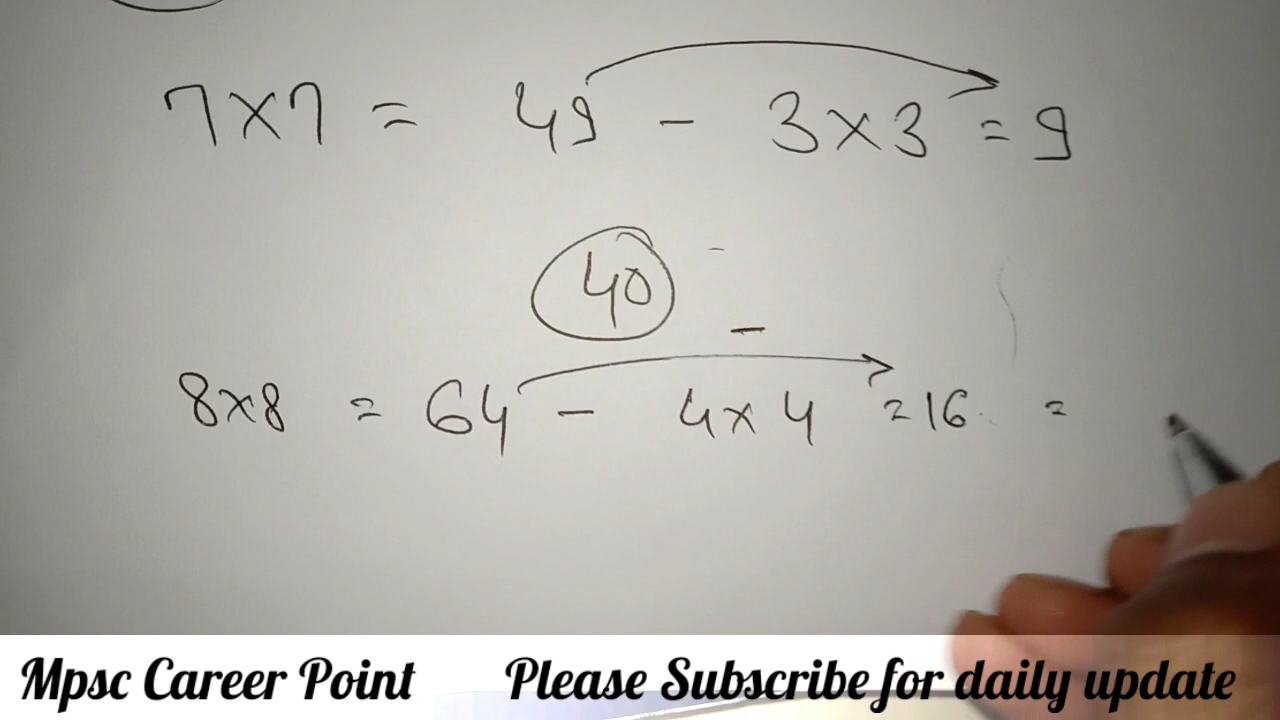 7×7 = 49 - 3×3 = 9
40
-
8×8 = 64 - 4×4 = 16 =
Mpsc Career Point Please Subscribe for daily update